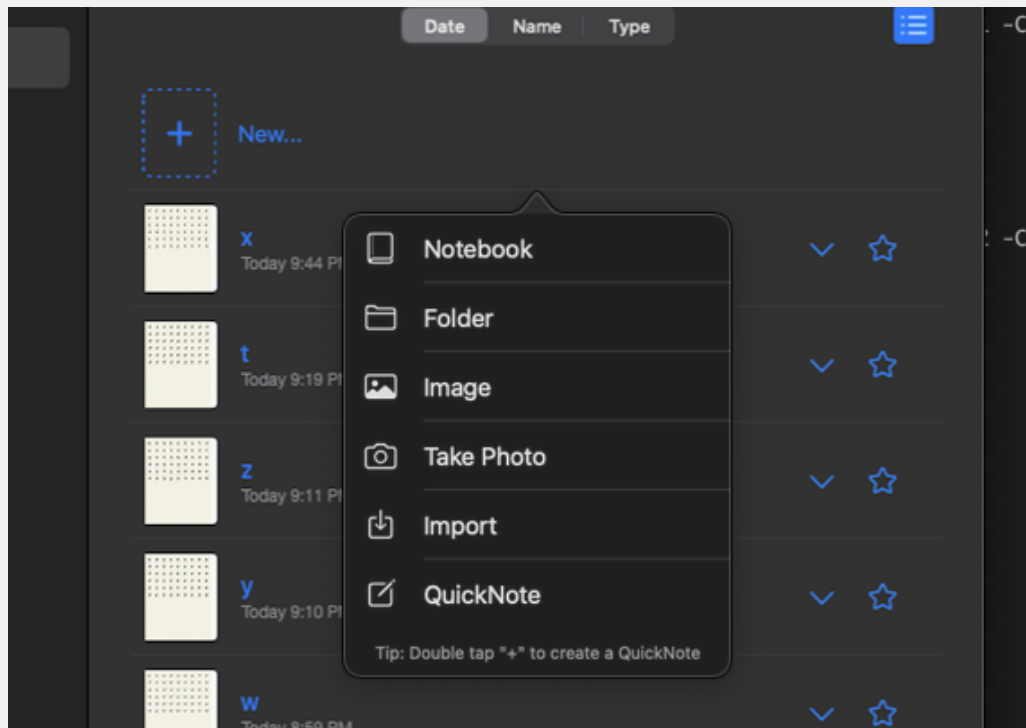 Date Name Type
New...
x
Today 9:44
t
Today 9:19
z
Today 9:11
y
Today 9:10
w
Today 8:59 PM
Notebook
Folder
Image
Take Photo
Import
QuickNote
Tip: Double tap "+" to create a QuickNote